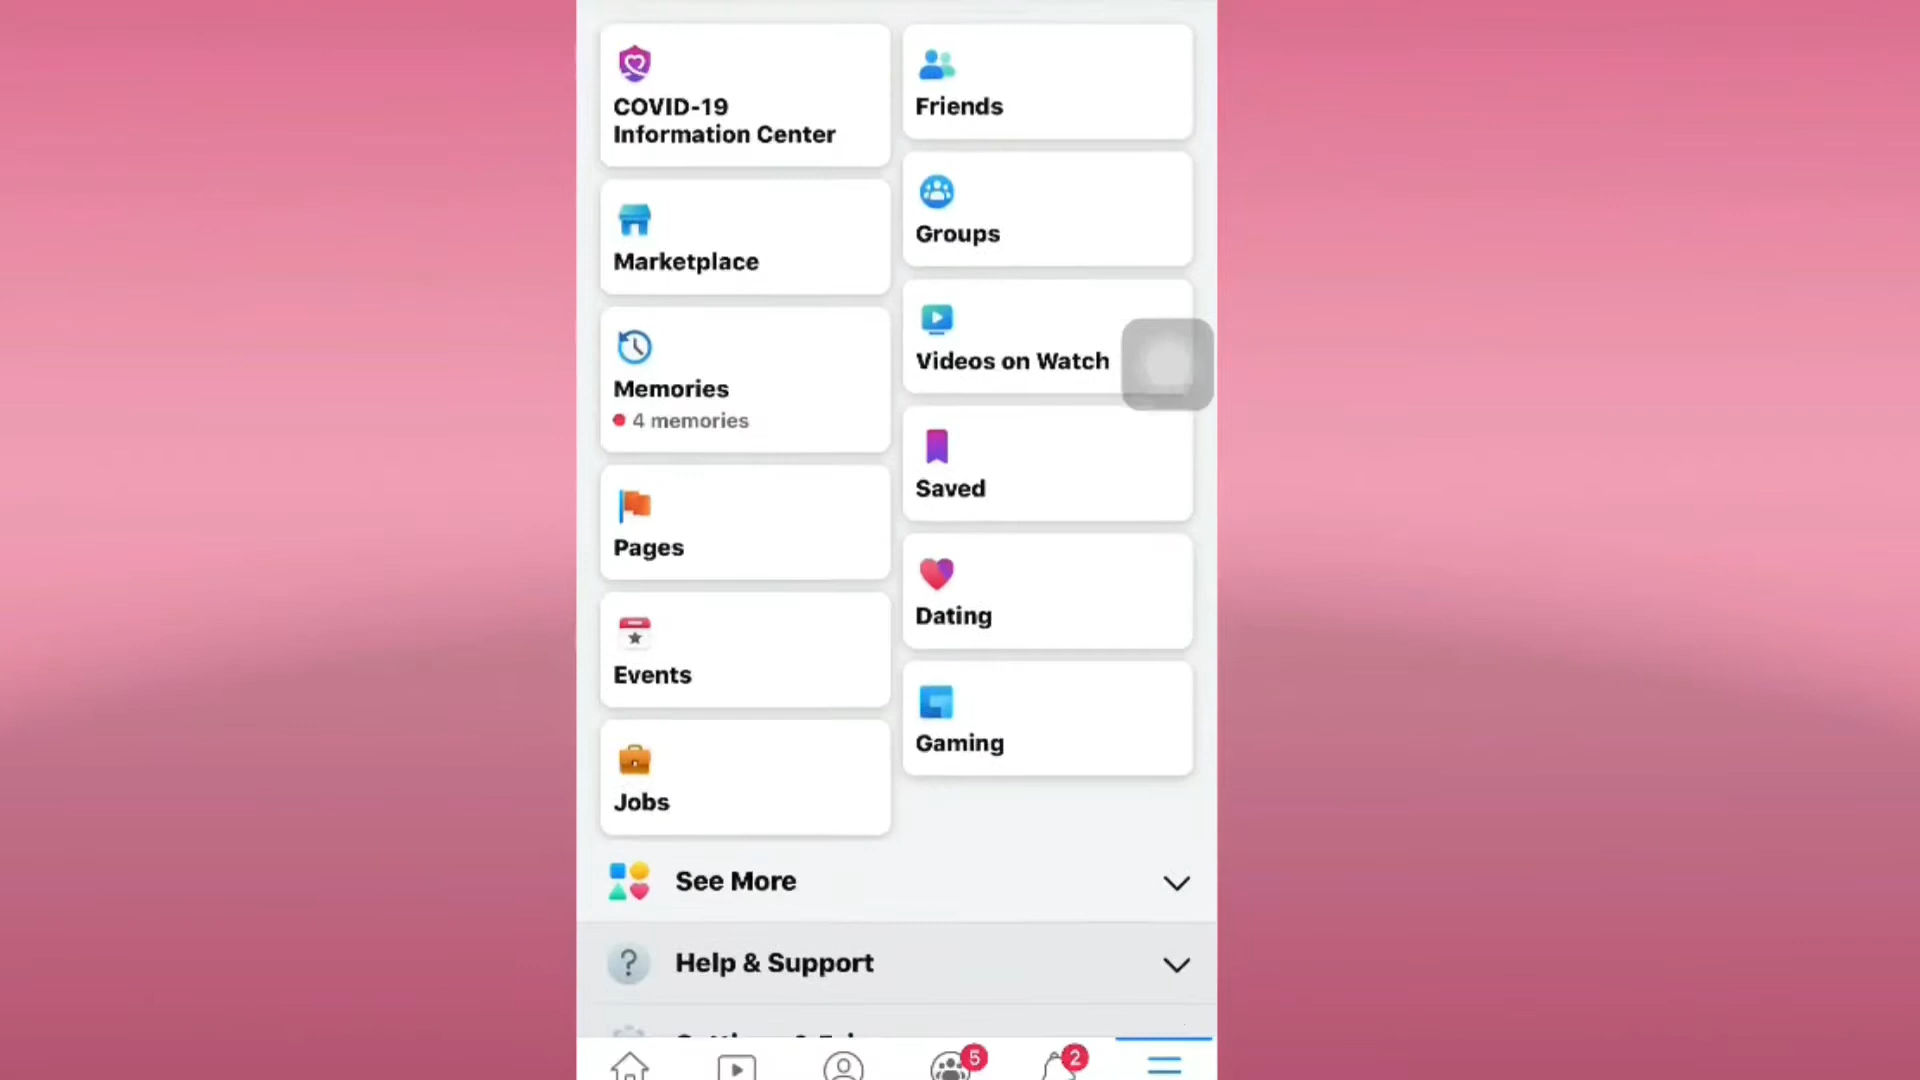 COVID-19
Information Center
Friends
Marketplace
Groups
Memories
4 memories
Videos on Watch
Saved
Pages
Dating
Events
Gaming
Jobs
See More
Help & Support
5
2